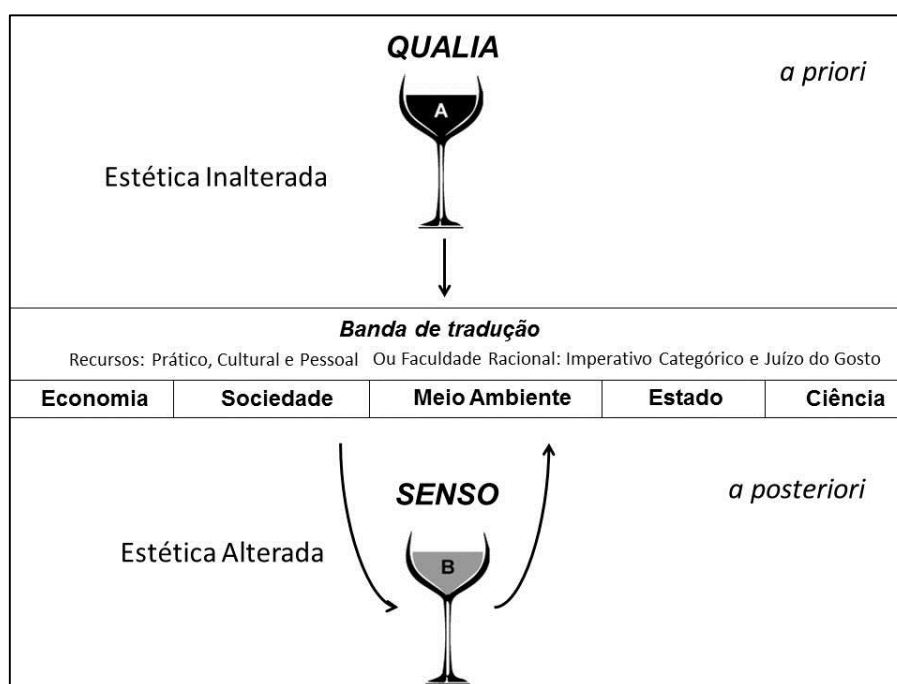 QUALIA
a priori
A
Estética Inalterada
Banda de tradução
Recursos: Prático, Cultural e Pessoal Ou Faculdade Racional: Imperativo Categórico e Juízo do Gosto
Economia Sociedade Meio Ambiente Estado Ciência
SENSO
a posteriori
Estética Alterada
B